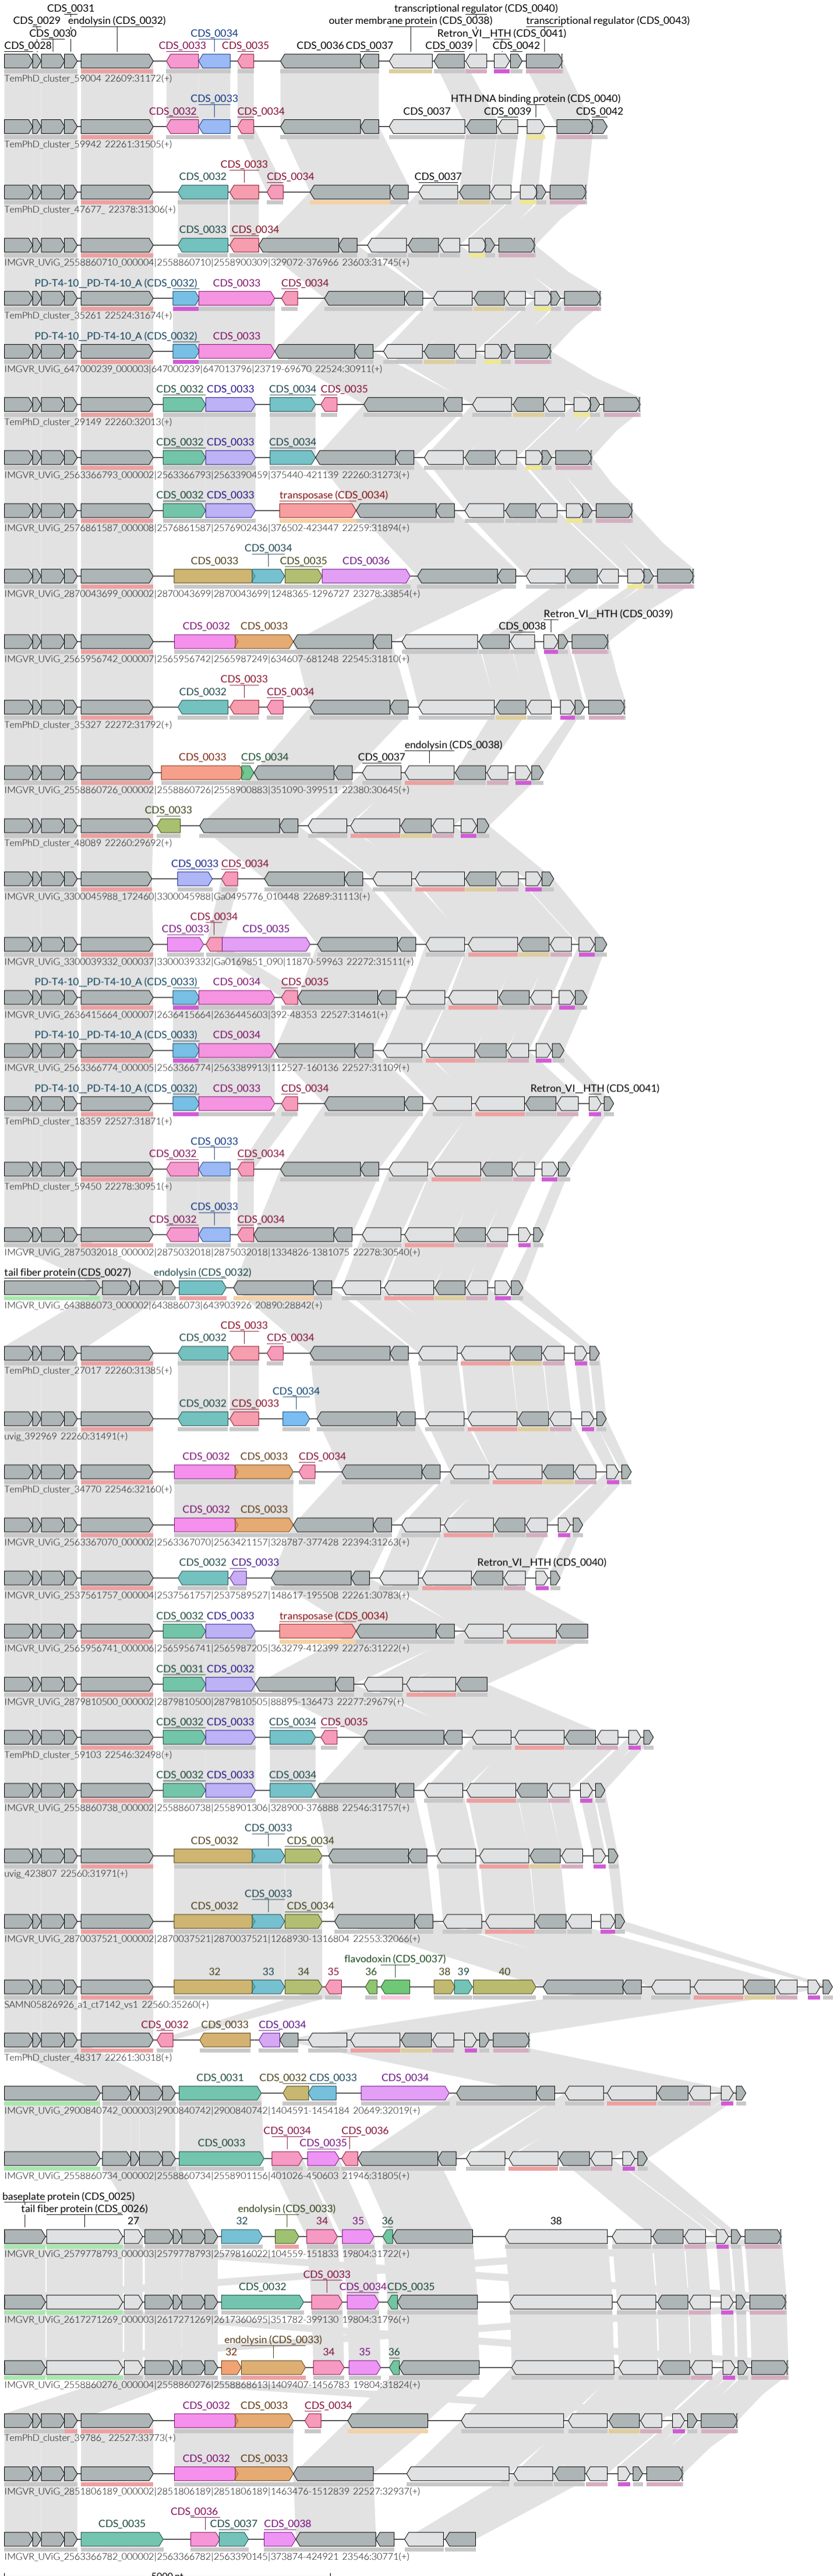 transcriptional regulator (CDS_0040)
CDS_0031
CDS_0029 endolysin (CDS_0032) outer membrane protein (CDS_0038) transcriptional regulator (CDS_0043)
CDS_0030 CDS_0034 Retron_VI__HTH (CDS_0041)
CDS_0028 CDS_0033 CDS_0035 CDS_0036 CDS_0037 CDS_0039 CDS_0042
TemPhD_cluster_59004 22609:31172(+)
CDS_0033 HTH DNA binding protein (CDS_0040)
CDS_0032 CDS_0034 CDS_0037 CDS_0039 CDS_0042
TemPhD_cluster_59942 22261:31505(+)
CDS_0033
CDS_0032 CDS_0034 CDS_0037
TemPhD_cluster_47677_ 22378:31306(+)
CDS_0033 CDS_0034
IMGVR_UViG_2558860710_000004|2558860710|2558900309|329072-376966 23603:31745(+)
PD-T4-10__PD-T4-10_A (CDS_0032) CDS_0033 CDS_0034
TemPhD_cluster_35261 22524:31674(+)
PD-T4-10__PD-T4-10_A (CDS_0032) CDS_0033
IMGVR_UViG_647000239_000003|647000239|647013796|23719-69670 22524:30911(+)
CDS_0032 CDS_0033 CDS_0034 CDS_0035
TemPhD_cluster_29149 22260:32013(+)
CDS_0032 CDS_0033 CDS_0034
IMGVR_UViG_2563366793_000002|2563366793|2563390459|375440-421139 22260:31273(+)
CDS_0032 CDS_0033 transposase (CDS_0034)
IMGVR_UViG_2576861587_000008|2576861587|2576902436|376502-423447 22259:31894(+)
CDS_0034
CDS_0033 CDS_0035 CDS_0036
IMGVR_UViG_2870043699_000002|2870043699|2870043699|1248365-1296727 23278:33854(+)
Retron_VI__HTH (CDS_0039)
CDS_0032 CDS_0033 CDS_0038
IMGVR_UViG_2565956742_000007|2565956742|2565987249|634607-681248 22545:31810(+)
CDS_0033
CDS_0032 CDS_0034
TemPhD_cluster_35327 22272:31792(+)
endolysin (CDS_0038)
CDS_0033 CDS_0034 CDS_0037
IMGVR_UViG_2558860726_000002|2558860726|2558900883|351090-399511 22380:30645(+)
CDS_0033
TemPhD_cluster_48089 22260:29692(+)
CDS_0033 CDS_0034
IMGVR_UViG_3300045988_172460|3300045988|Ga0495776_010448 22689:31113(+)
CDS_0034
CDS_0033 CDS_0035
IMGVR_UViG_3300039332_000037|3300039332|Ga0169851_090|11870-59963 22272:31511(+)
PD-T4-10__PD-T4-10_A (CDS_0033) CDS_0034 CDS_0035
IMGVR_UViG_2636415664_000007|2636415664|2636445603|392-48353 22527:31461(+)
PD-T4-10__PD-T4-10_A (CDS_0033) CDS_0034
IMGVR_UViG_2563366774_000005|2563366774|2563389913|112527-160136 22527:31109(+)
PD-T4-10__PD-T4-10_A (CDS_0032) CDS_0033 CDS_0034 Retron_VI__HTH (CDS_0041)
TemPhD_cluster_18359 22527:31871(+)
CDS_0033
CDS_0032 CDS_0034
TemPhD_cluster_59450 22278:30951(+)
CDS_0033
CDS_0032 CDS_0034
IMGVR_UViG_2875032018_000002|2875032018|2875032018|1334826-1381075 22278:30540(+)
tail fiber protein (CDS_0027) endolysin (CDS_0032)
IMGVR_UViG_643886073_000002|643886073|643903926 20890:28842(+)
CDS_0033
CDS_0032 CDS_0034
TemPhD_cluster_27017 22260:31385(+)
CDS_0034
CDS_0032 CDS_0033
uvig_392969 22260:31491(+)
CDS_0032 CDS_0033 CDS_0034
TemPhD_cluster_34770 22546:32160(+)
CDS_0032 CDS_0033
IMGVR_UViG_2563367070_000002|2563367070|2563421157|328787-377428 22394:31263(+)
CDS_0032 CDS_0033 Retron_VI__HTH (CDS_0040)
IMGVR_UViG_2537561757_000007|2537561757|2537589527|148617-195508 22261:30783(+)
CDS_0032 CDS_0033 transposase (CDS_0034)
IMGVR_UViG_2565956741_000006|2565956741|2565987205|363279-412399 22276:31222(+)
CDS_0031 CDS_0032
IMGVR_UViG_2879810500_000002|2879810500|2879810505|88895-136473 22277:29679(+)
CDS_0032 CDS_0033 CDS_0034 CDS_0035
TemPhD_cluster_59103 22546:32498(+)
CDS_0032 CDS_0033 CDS_0034
IMGVR_UViG_2558860738_000002|2558860738|2558901306|328900-376888 22546:31757(+)
CDS_0033
CDS_0032 CDS_0034
uvig_423807 22560:31971(+)
CDS_0033
CDS_0032 CDS_0034
IMGVR_UViG_2870037521_000002|2870037521|2870037521|1268930-1316804 22553:32066(+)
flavodoxin (CDS_0037)
32 33 34 35 36 38 39 40
SAMN05826926_a1_ct7142_vs1 22560:35260(+)
CDS_0032 CDS_0033 CDS_0034
TemPhD_cluster_48317 22261:30318(+)
CDS_0031 CDS_0032 CDS_0033 CDS_0034
IMGVR_UViG_2900840742_000003|2900840742|2900840742|1404591-1454184 20649:32019(+)
CDS_0034 CDS_0036
CDS_0033 CDS_0035
IMGVR_UViG_2558860734_000002|2558860734|2558901156|401026-450603 21946:31805(+)
baseplate protein (CDS_0025)
tail fiber protein (CDS_0026) endolysin (CDS_0033)
27 32 34 35 36 38
IMGVR_UViG_2579778793_000003|2579778793|2579816022|104559-151833 19804:31722(+)
CDS_0033
CDS_0032 CDS_0034 CDS_0035
IMGVR_UViG_2617271269_000002|2617271269|2617360695|351782-399130 19804:31796(+)
endolysin (CDS_0033)
32 34 35 36
IMGVR_UViG_2558860276_000004|2558860276|2558868613|1409407-1456783 19804:31824(+)
CDS_0032 CDS_0033 CDS_0034
TemPhD_cluster_39786_ 22527:33773(+)
CDS_0032 CDS_0033
IMGVR_UViG_2851806189_000002|2851806189|2851806189|1463476-1512839 22527:32937(+)
CDS_0036
CDS_0035 CDS_0037 CDS_0038
IMGVR_UViG_2563366782_000002|2563366782|2563390145|373874-424921 23546:30771(+)
5000 nt